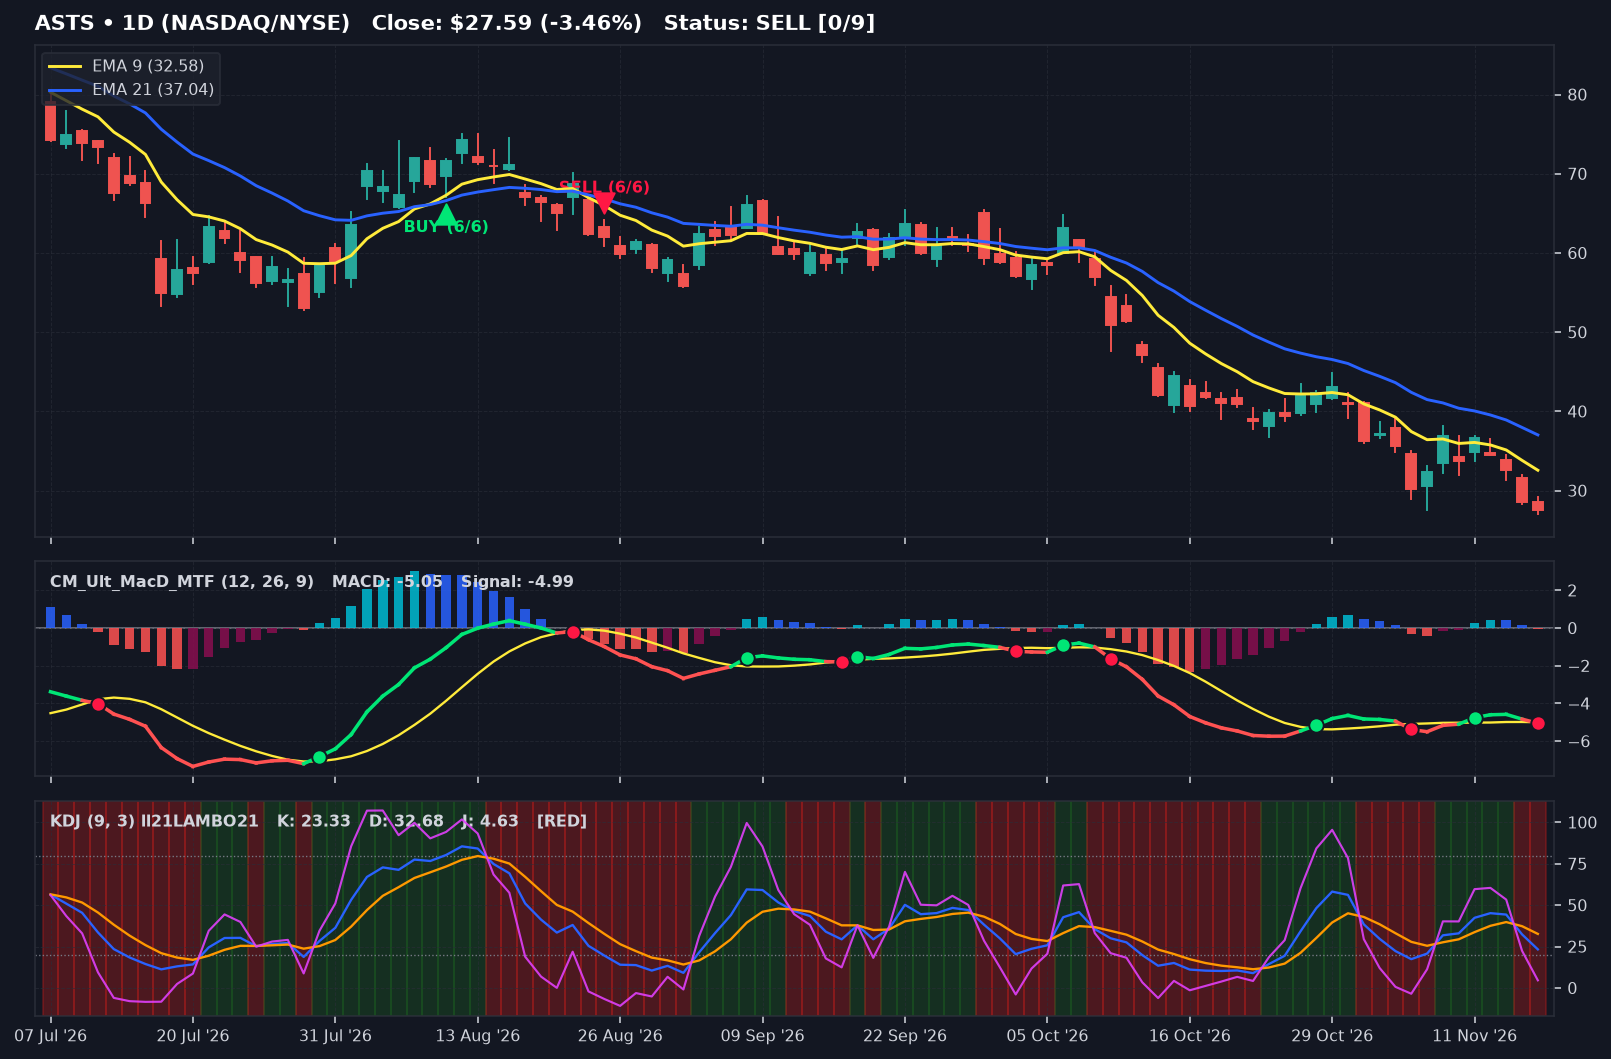 ASTS • 1D (NASDAQ/NYSE)   Close: $27.59 (-3.46%)   Status: SELL [0/9]
EMA 9 (32.58)
EMA 21 (37.04)
80
70
60
50
40
30
SELL (6/6)
BUY (6/6)
CM_Ult_MacD_MTF (12, 26, 9)   MACD: -5.05   Signal: -4.99
2
0
−2
−4
−6
KDJ (9, 3) II21LAMBO21   K: 23.33   D: 32.68   J: 4.63   [RED]
100
75
50
25
0
07 Jul '26
20 Jul '26
31 Jul '26
13 Aug '26
26 Aug '26
09 Sep '26
22 Sep '26
05 Oct '26
16 Oct '26
29 Oct '26
11 Nov '26